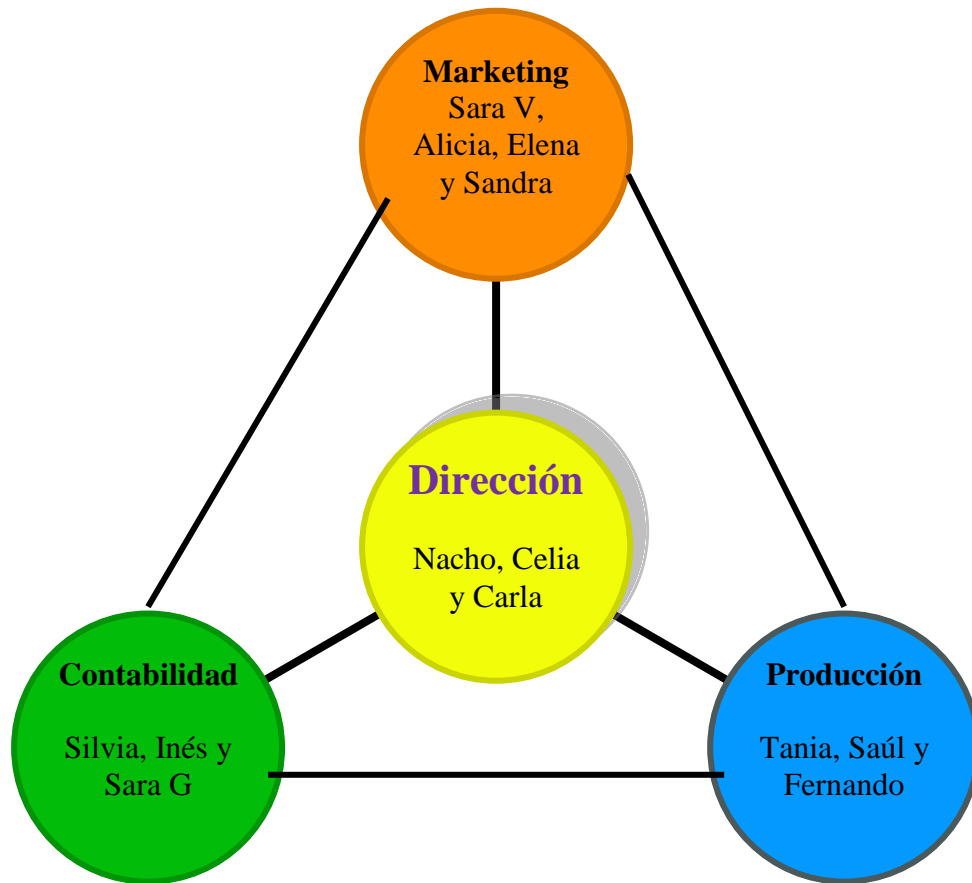 Marketing
Sara V,
Alicia, Elena
y Sandra
Dirección
Nacho, Celia
y Carla
Contabilidad
Silvia, Inés y
Sara G
Producción
Tania, Saúl y
Fernando